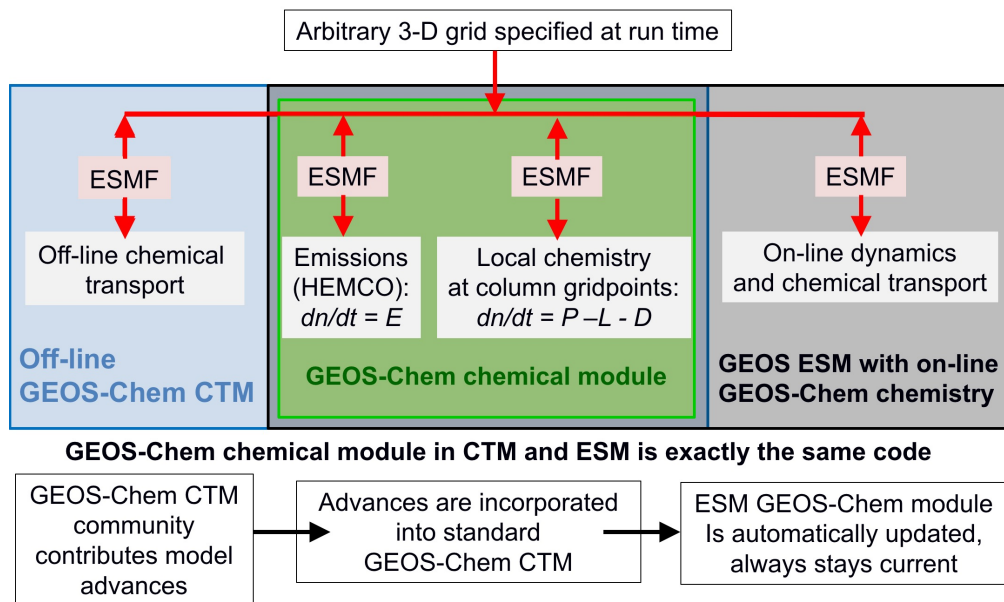 Arbitrary 3-D grid specified at run time
ESMF
ESMF
ESMF
ESMF
Off-line chemical
transport
Emissions
(HEMCO):
dn/dt = E
Local chemistry
at column gridpoints:
dn/dt = P –L - D
On-line dynamics
and chemical transport
Off-line
GEOS-Chem CTM
GEOS-Chem chemical module
GEOS ESM with on-line
GEOS-Chem chemistry
GEOS-Chem chemical module in CTM and ESM is exactly the same code
GEOS-Chem CTM
community
contributes model
advances
Advances are incorporated
into standard
GEOS-Chem CTM
ESM GEOS-Chem module
Is automatically updated,
always stays current